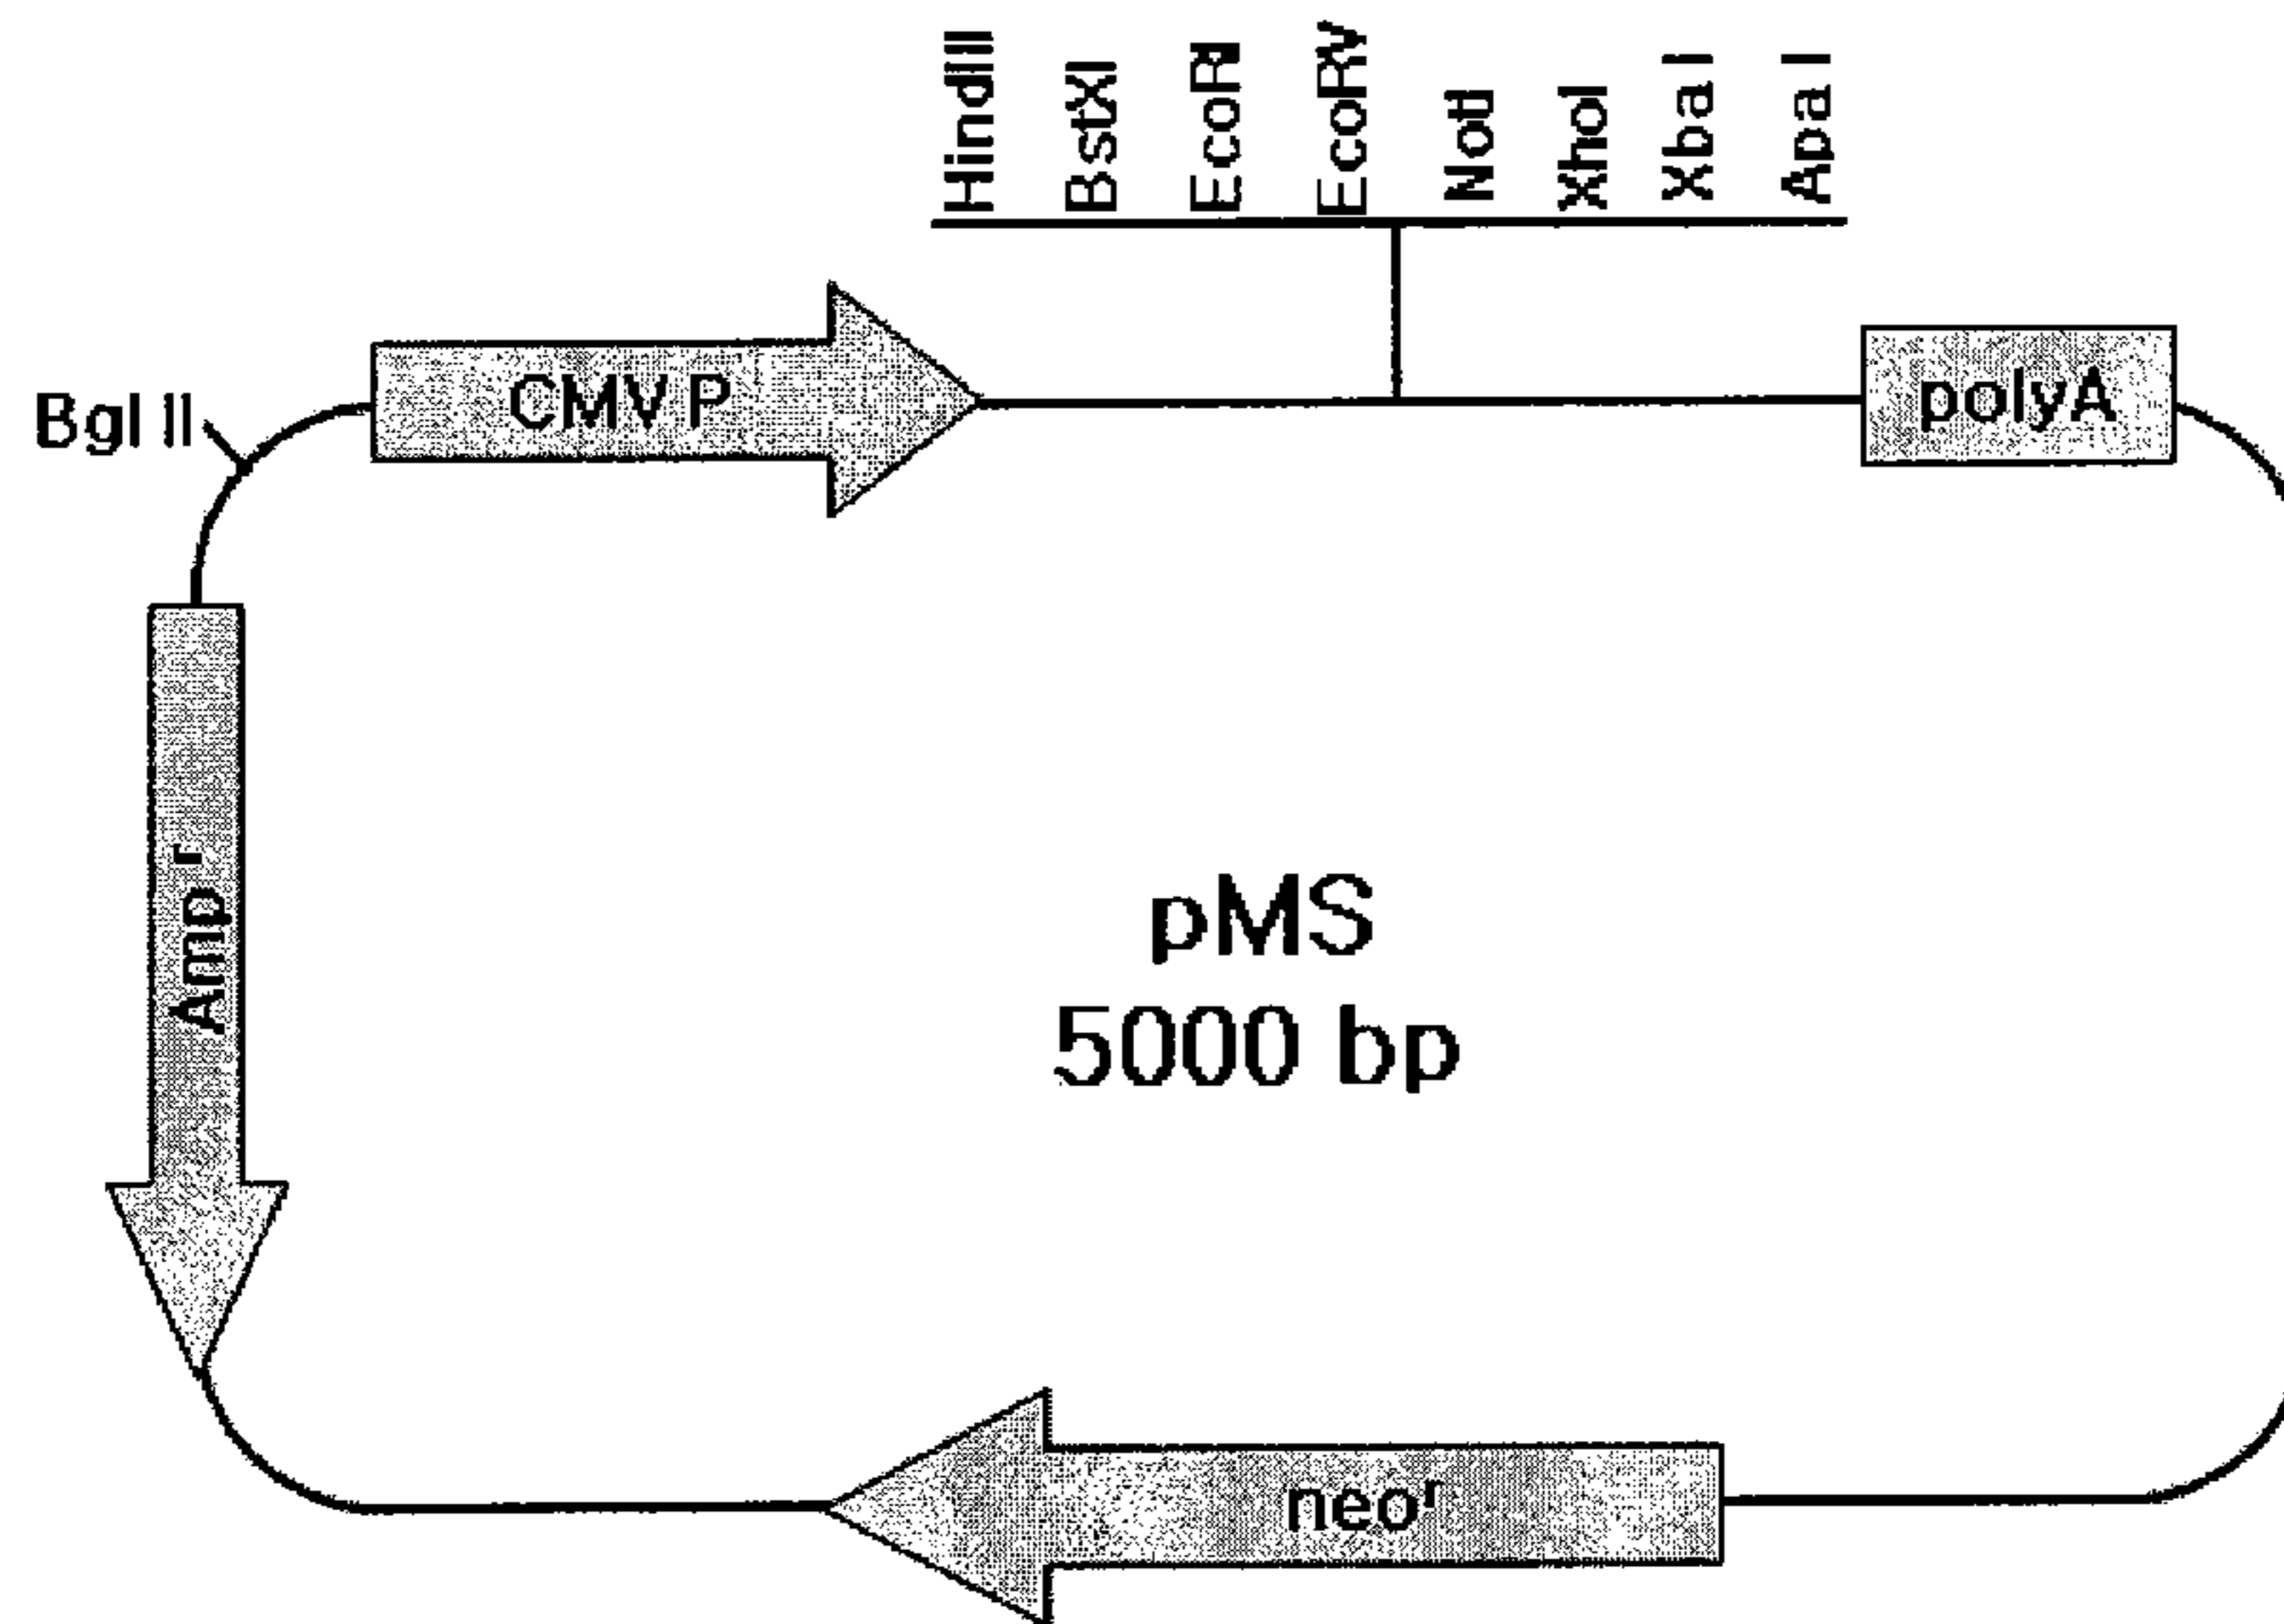 HindIII
BstXI
EcoRI
EcoRV
NotI
XhoI
Xba I
Apa I
Bgl II
CMV P
polyA
Amp r
pMS
5000 bp
neo r